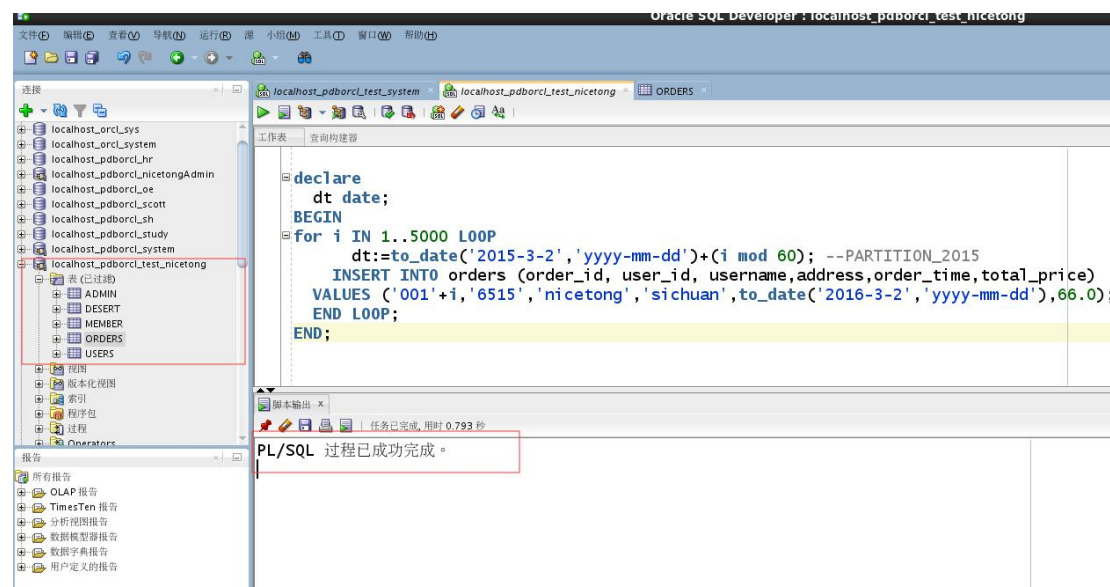 Oracle SQL Developer : localhost_pdborcl_test_nicetong
文件(F) 编辑(E) 查看(V) 导航(N) 运行(R) 源 小组(M) 工具(T) 窗口(W) 帮助(H)
连接
localhost_pdborcl_test_system
localhost_pdborcl_test_nicetong
ORDERS
工作表 查询构建器
localhost_orcl_sys
localhost_orcl_system
localhost_pdborcl_hr
localhost_pdborcl_nicetongAdmin
localhost_pdborcl_oe
localhost_pdborcl_scott
localhost_pdborcl_sh
localhost_pdborcl_study
localhost_pdborcl_system
localhost_pdborcl_test_nicetong
表 (已过滤)
ADMIN
DESERT
MEMBER
ORDERS
USERS
视图
版本化视图
索引
程序包
过程
Operators
declare
dt date;
BEGIN
for i IN 1..5000 LOOP
dt:=to_date('2015-3-2','yyyy-mm-dd')+(i mod 60); --PARTITION_2015
INSERT INTO orders (order_id, user_id, username,address,order_time,total_price)
VALUES ('001'+i,'6515','nicetong','sichuan',to_date('2016-3-2','yyyy-mm-dd'),66.0);
END LOOP;
END;
脚本输出 x
任务已完成, 用时 0.793 秒
PL/SQL 过程已成功完成。
报告
所有报告
OLAP 报告
TimesTen 报告
分析视图报告
数据模型器报告
数据字典报告
用户定义的报告